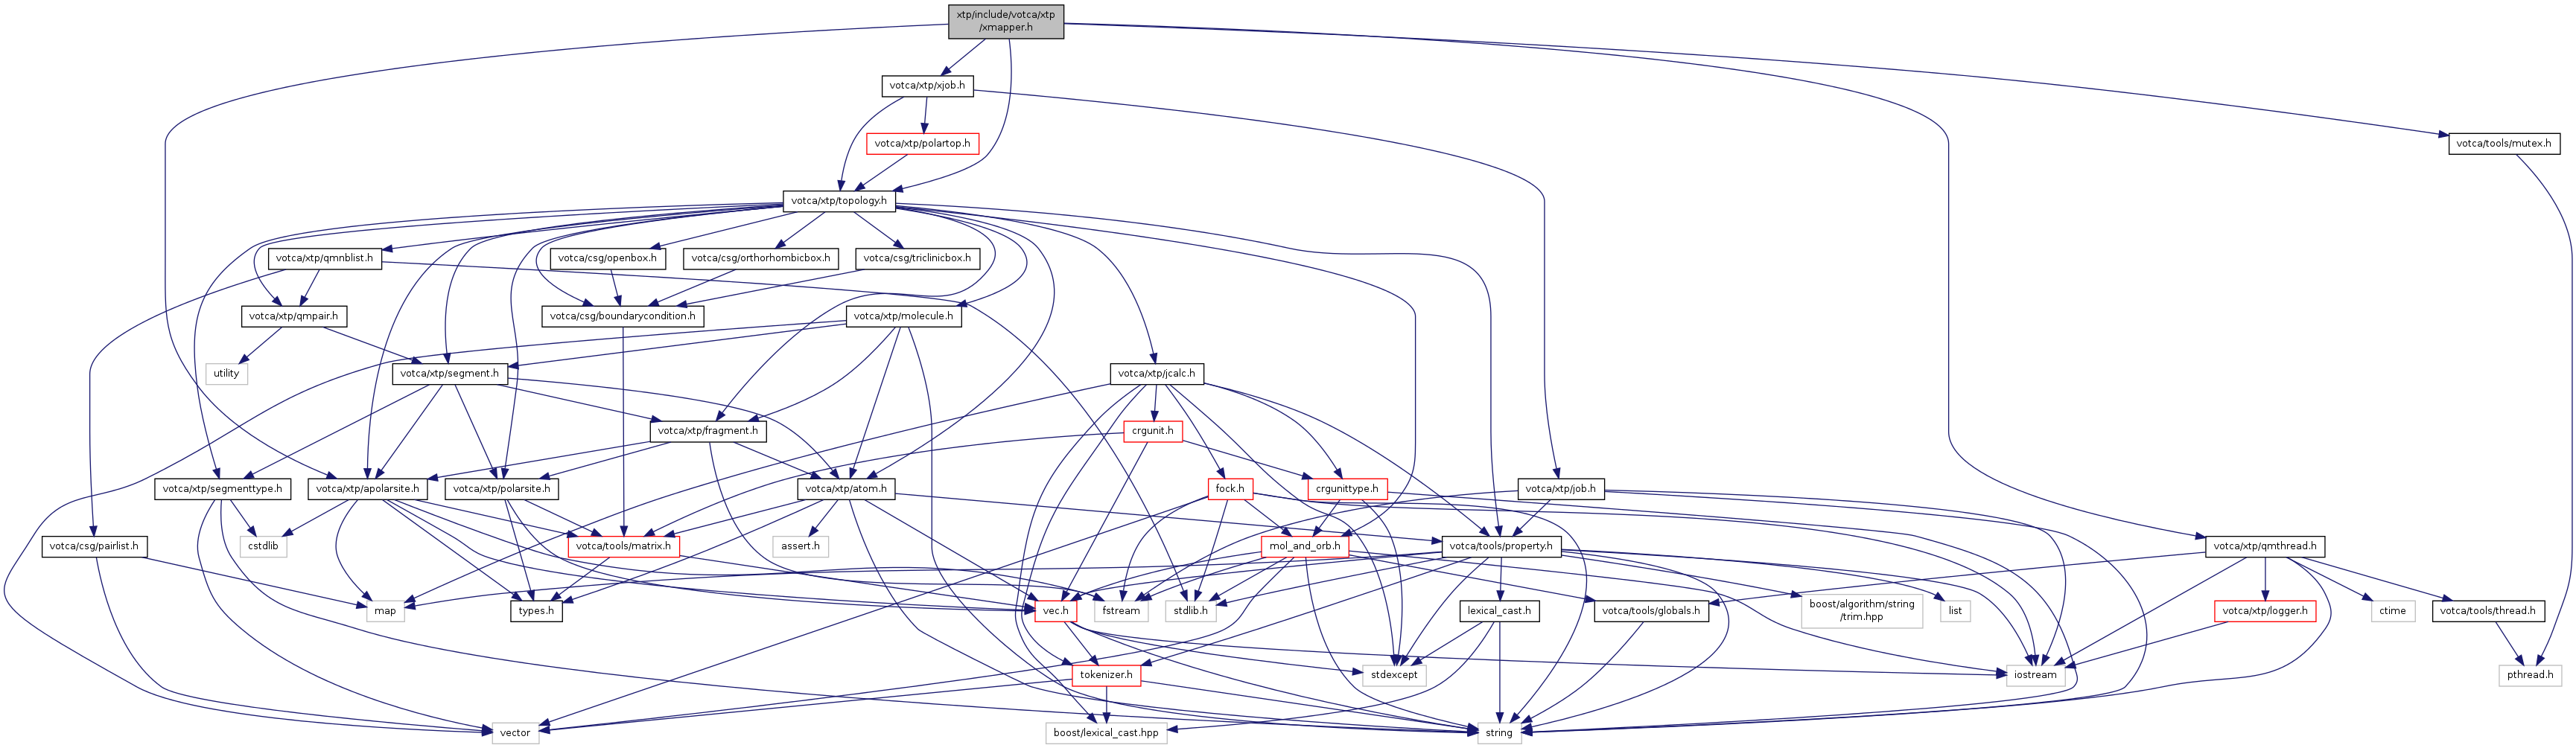 xtp/include/votca/xtp
/xmapper.h
votca/xtp/xjob.h
votca/xtp/polartop.h
votca/tools/mutex.h
votca/xtp/topology.h
votca/xtp/qmnblist.h
votca/csg/openbox.h
votca/csg/orthorhombicbox.h
votca/csg/triclinicbox.h
votca/xtp/qmpair.h
votca/csg/boundarycondition.h
votca/xtp/molecule.h
utility
votca/xtp/segment.h
votca/xtp/jcalc.h
votca/xtp/fragment.h
crgunit.h
votca/xtp/segmenttype.h
votca/xtp/apolarsite.h
votca/xtp/polarsite.h
votca/xtp/atom.h
fock.h
crgunittype.h
votca/xtp/job.h
votca/csg/pairlist.h
cstdlib
votca/tools/matrix.h
assert.h
mol_and_orb.h
votca/tools/property.h
votca/xtp/qmthread.h
map
types.h
vec.h
fstream
stdlib.h
lexical_cast.h
votca/tools/globals.h
boost/algorithm/string
/trim.hpp
list
votca/xtp/logger.h
ctime
votca/tools/thread.h
tokenizer.h
stdexcept
iostream
pthread.h
vector
boost/lexical_cast.hpp
string